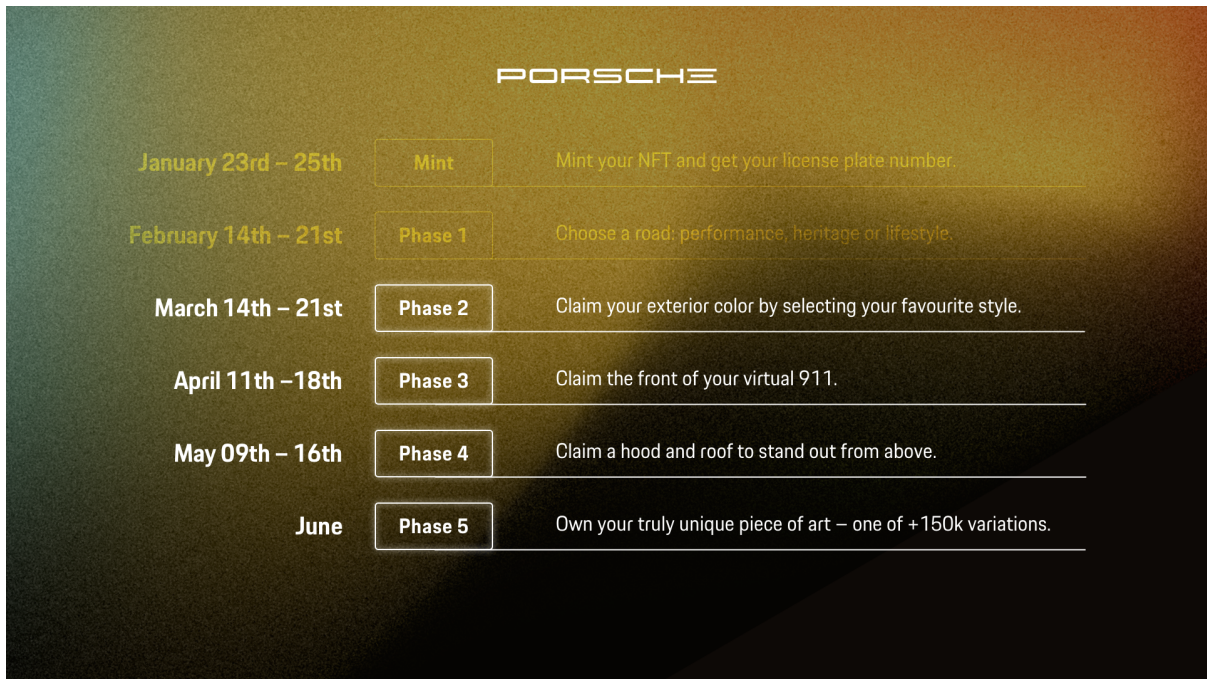 PORSCHE
January 23rd – 25th Mint Mint your NFT and get your license plate number.
February 14th – 21st Phase 1 Choose a road: performance, heritage or lifestyle.
March 14th – 21st Phase 2 Claim your exterior color by selecting your favourite style.
April 11th –18th Phase 3 Claim the front of your virtual 911.
May 09th – 16th Phase 4 Claim a hood and roof to stand out from above.
June Phase 5 Own your truly unique piece of art – one of +150k variations.